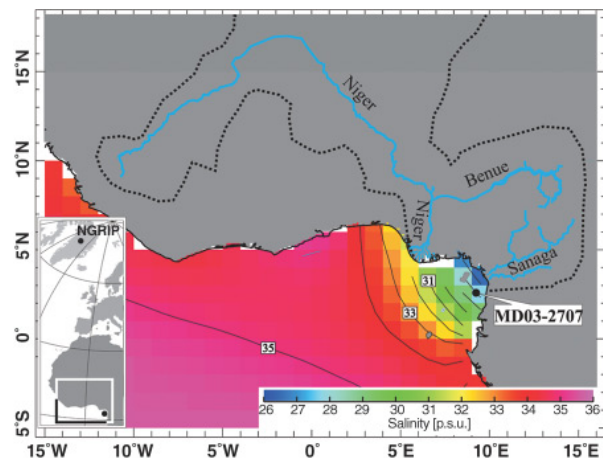 15°N
10°N
5°N
0°
5°S
Niger
Benue
Niger
Sanaga
NGRIP
MD03-2707
31
33
35
26 27 28 29 30 31 32 33 34 35 36
Salinity [p.s.u.]
15°W 10°W 5°W 0° 5°E 10°E 15°E